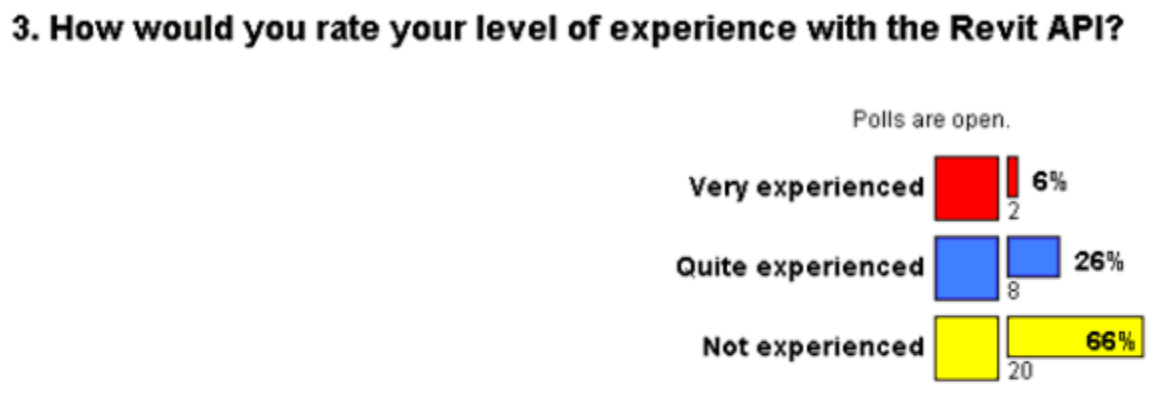 3. How would you rate your level of experience with the Revit API?
Polls are open.
Very experienced 6%
2
Quite experienced 26%
8
Not experienced 66%
20